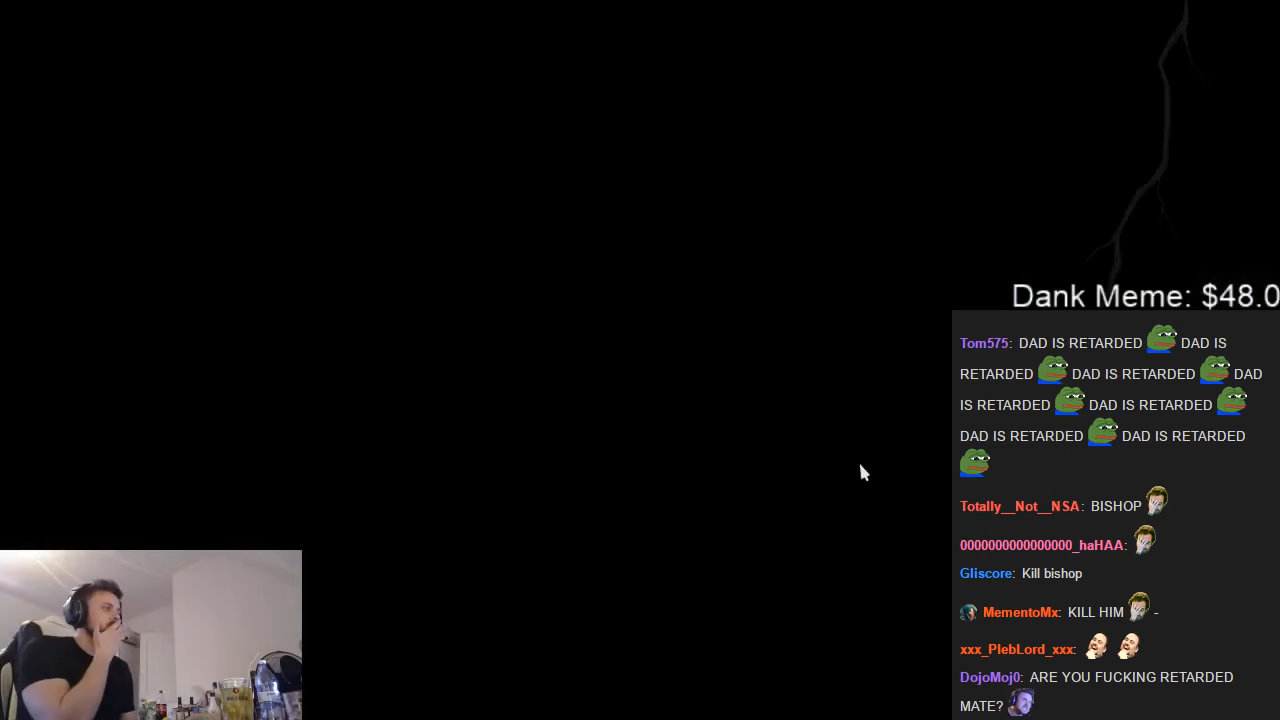 Dank Meme: $48.0
Tom575: DAD IS RETARDED DAD IS
RETARDED DAD IS RETARDED DAD
IS RETARDED DAD IS RETARDED
DAD IS RETARDED DAD IS RETARDED
Totally__Not__NSA: BISHOP
0000000000000000_haHAA:
Gliscore: Kill bishop
MementoMx: KILL HIM -
xxx_PlebLord_xxx:
DojoMoj0: ARE YOU FUCKING RETARDED
MATE?